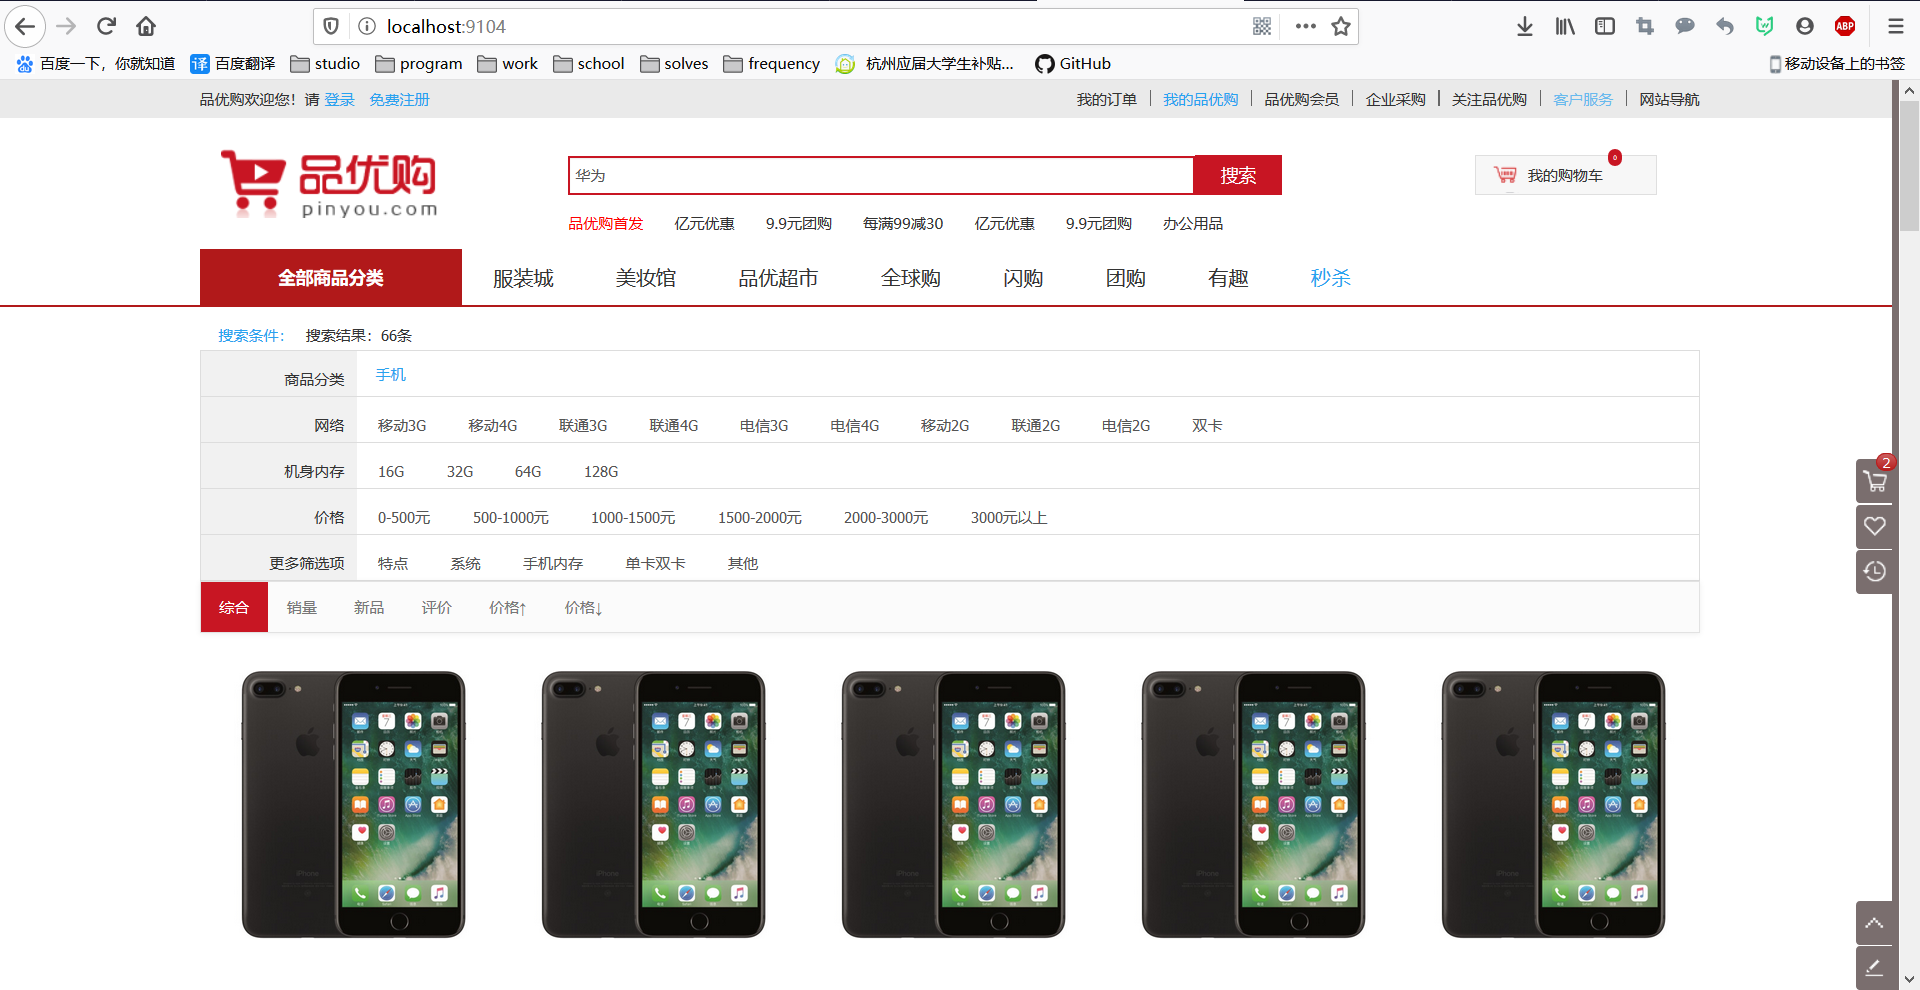 localhost:9104
百度一下，你就知道 译 百度翻译 studio program work school solves frequency 杭州应届大学生补贴... GitHub 移动设备上的书签
品优购欢迎您！请 登录 免费注册 我的订单 我的品优购 品优购会员 企业采购 关注品优购 客户服务 网站导航
品优购
pinyou.com
华为 搜索 我的购物车 0
品优购首发 亿元优惠 9.9元团购 每满99减30 亿元优惠 9.9元团购 办公用品
全部商品分类 服装城 美妆馆 品优超市 全球购 闪购 团购 有趣 秒杀
搜索条件： 搜索结果：66条
商品分类 手机
网络 移动3G 移动4G 联通3G 联通4G 电信3G 电信4G 移动2G 联通2G 电信2G 双卡
机身内存 16G 32G 64G 128G
2
价格 0-500元 500-1000元 1000-1500元 1500-2000元 2000-3000元 3000元以上
更多筛选项 特点 系统 手机内存 单卡双卡 其他
综合 销量 新品 评价 价格↑ 价格↓
ABP
iPhone iPhone iPhone iPhone iPhone